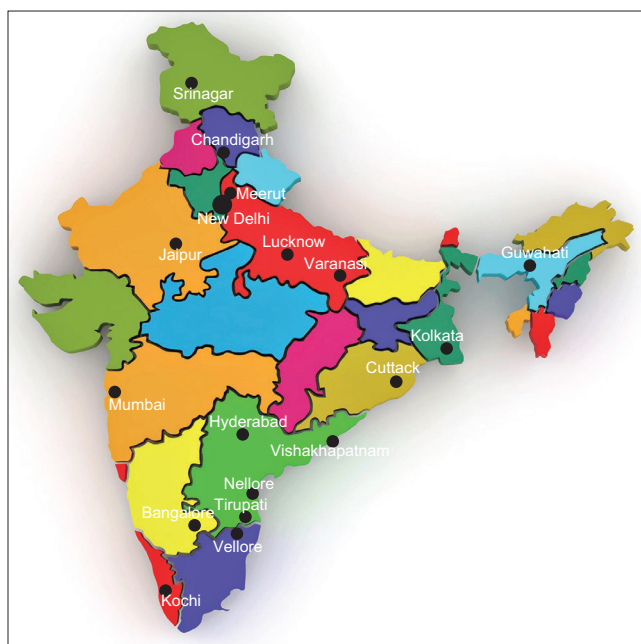 Srinagar
Chandigarh
Meerut
New Delhi
Jaipur
Lucknow
Varanasi
Guwahati
Kolkata
Cuttack
Mumbai
Hyderabad
Vishakhapatnam
Nellore
Tirupati
Bangalore
Vellore
Kochi